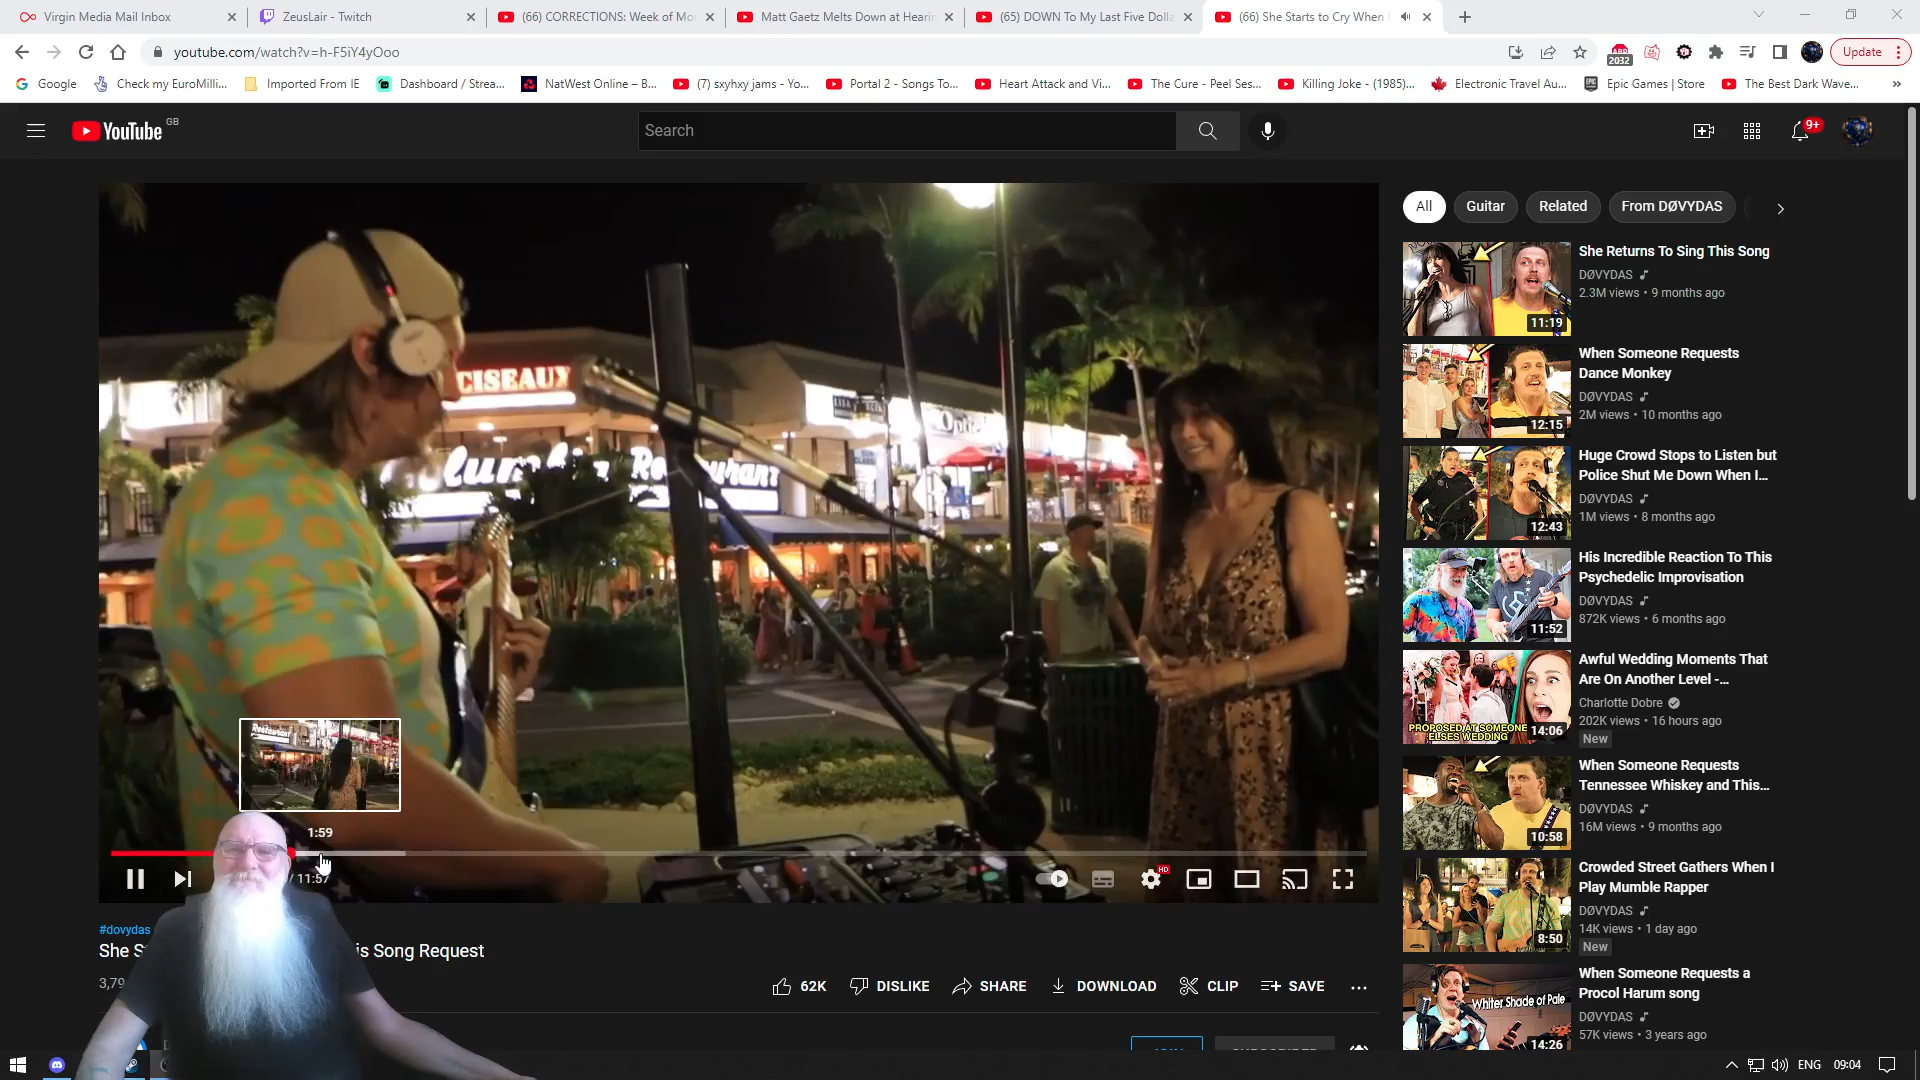 Virgin Media Mail Inbox
ZeusLair - Twitch
(66) CORRECTIONS: Week of Mo
Matt Gaetz Melts Down at Hearin
(65) DOWN To My Last Five Dolla
(66) She Starts to Cry When
youtube.com/watch?v=h-F5iY4yOoo
2032
Update
Google
Check my EuroMilli...
Imported From IE
Dashboard / Strea...
NatWest Online – B...
(7) sxyhxy jams - Yo...
Portal 2 - Songs To...
Heart Attack and Vi...
The Cure - Peel Ses...
Killing Joke - (1985)...
Electronic Travel Au...
Epic Games | Store
The Best Dark Wave...
YouTube GB
Search
9+
All
Guitar
Related
From DØVYDAS
CISEAUX
Restaurant
1:59
/ 11:57
HD
#dovydas
She S
is Song Request
3,79
62K
DISLIKE
SHARE
DOWNLOAD
CLIP
SAVE
She Returns To Sing This Song
DØVYDAS
2.3M views • 9 months ago
11:19
When Someone Requests
Dance Monkey
DØVYDAS
2M views • 10 months ago
12:15
Huge Crowd Stops to Listen but
Police Shut Me Down When I...
DØVYDAS
1M views • 8 months ago
12:43
His Incredible Reaction To This
Psychedelic Improvisation
DØVYDAS
872K views • 6 months ago
11:52
Awful Wedding Moments That
Are On Another Level -...
Charlotte Dobre
202K views • 16 hours ago
New
PROPOSED AT SOMEONE
ELSES WEDDING
14:06
When Someone Requests
Tennessee Whiskey and This...
DØVYDAS
16M views • 9 months ago
10:58
Crowded Street Gathers When I
Play Mumble Rapper
DØVYDAS
14K views • 1 day ago
New
8:50
When Someone Requests a
Procol Harum song
DØVYDAS
57K views • 3 years ago
Whiter Shade of Pale
14:26
ENG
09:04